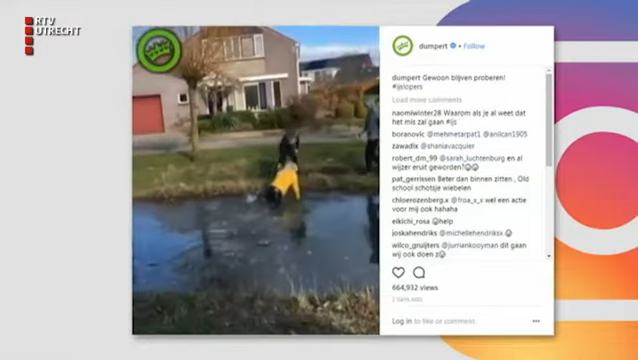 RTV
UTRECHT
dumpert • Follow
dumpert Gewoon blijven proberen!
#ijslopers
Load more comments
naomiwinter28 Waarom als je al weet dat
het mis zal gaan #ijs
boranovic @mehmetarpat1 @anilcan1905
zawadix @shaniavacquier
robert_dm_99 @sarah_luchtenburg en al
wijzer eruit geworden?
pat_gerrissen Beter dan binnen zitten , Old
school schotsje wiebelen
chloerozenberg.x @froa_x_x wel een actie
voor mij ook hahaha
eikichi_rosa help
joskahendriks @michellehendriksx
wilco_gruijters @jurriankooyman dit gaan
wij ook doen z
664,932 views
2 DAYS AGO
Log in to like or comment.